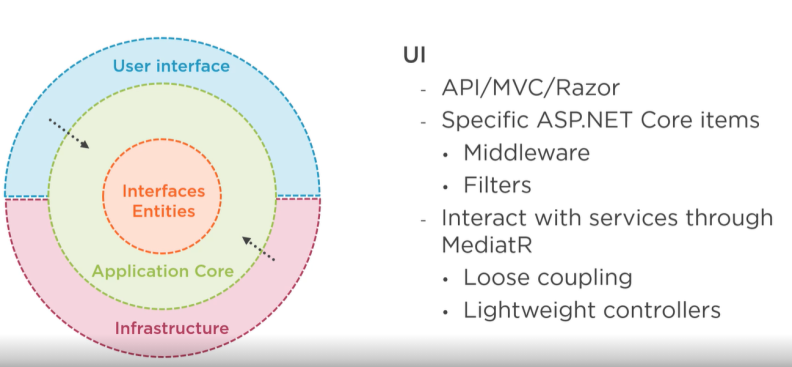 User interface
Interfaces
Entities
Application Core
Infrastructure
UI
- API/MVC/Razor
- Specific ASP.NET Core items
• Middleware
• Filters
- Interact with services through
MediatR
• Loose coupling
• Lightweight controllers